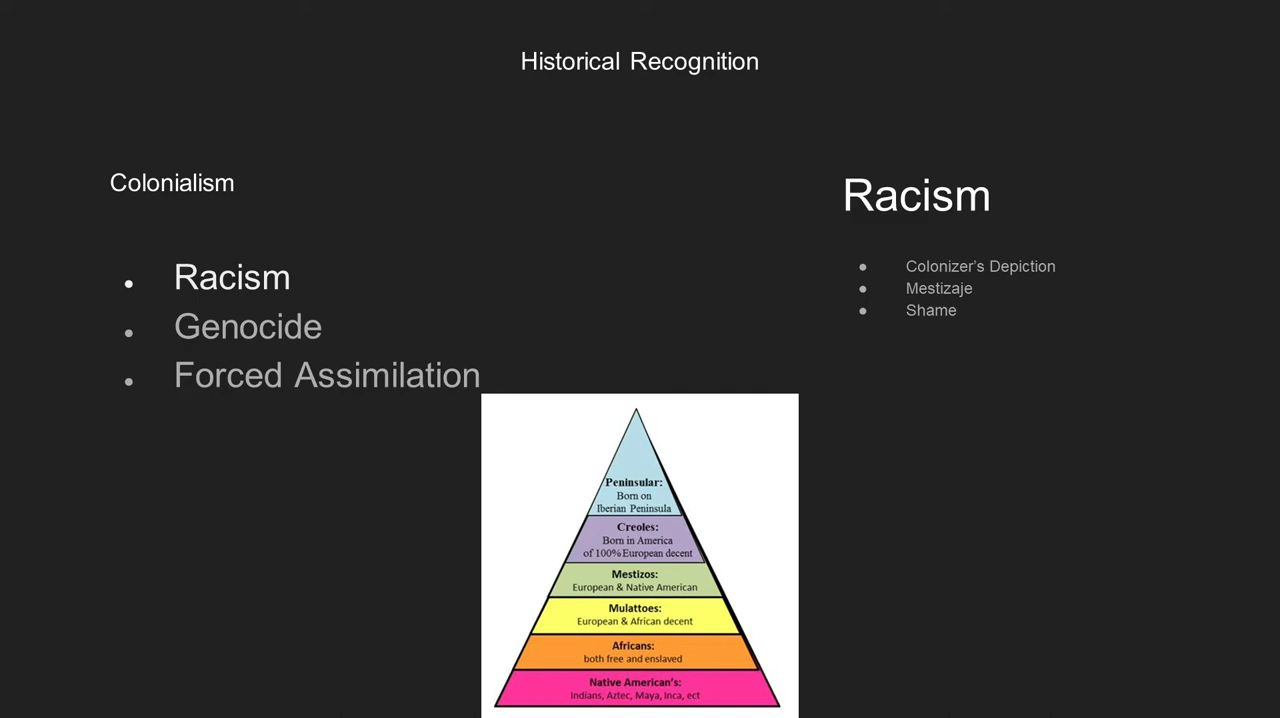 Historical Recognition
Colonialism
Racism
Genocide
Forced Assimilation
Racism
Colonizer's Depiction
Mestizaje
Shame
Peninsular:
Born on
Iberian Peninsula
Creoles:
Born in America
of 100% European decent
Mestizos:
European & Native American
Mulattoes:
European & African decent
Africans:
both free and enslaved
Native American's:
Indians, Aztec, Maya, Inca, ect